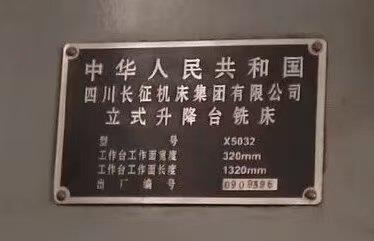 中华人民共和国
四川长征机床集团有限公司
立式升降台铣床
型号 X5032
工作台工作面宽度 320mm
工作台工作面长度 1320mm
出厂编号 0909396